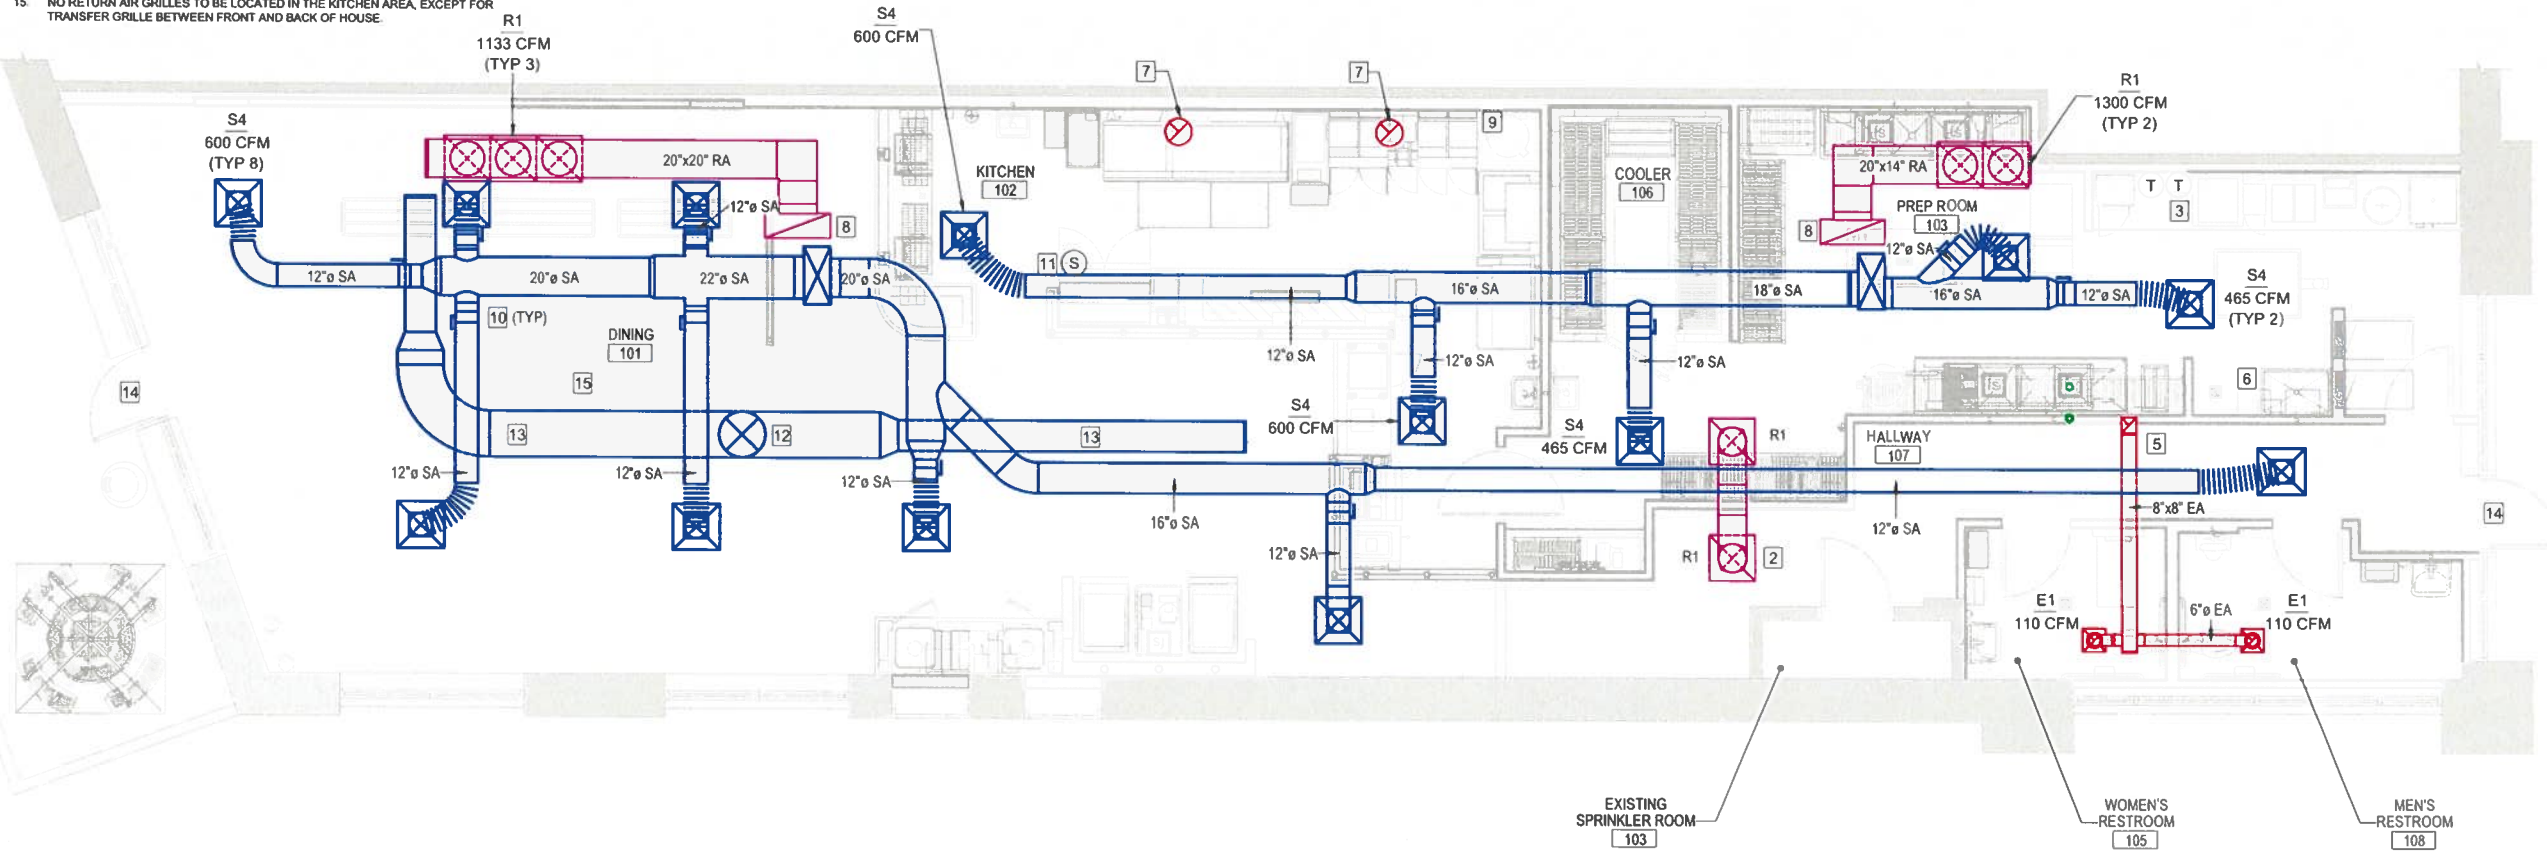 15. NO RETURN AIR GRILLES TO BE LOCATED IN THE KITCHEN AREA, EXCEPT FOR
TRANSFER GRILLE BETWEEN FRONT AND BACK OF HOUSE.
R1
1133 CFM
(TYP 3)
S4
600 CFM
7
7
R1
1300 CFM
(TYP 2)
S4
600 CFM
(TYP 8)
9
20"x20" RA
KITCHEN
102
COOLER
106
20"x14" RA
T T
3
12"ø SA
8
PREP ROOM
103
8
12"ø SA
11 S
12"ø SA
20"ø SA
22"ø SA
20"ø SA
16"ø SA
18"ø SA
16"ø SA
12"ø SA
S4
465 CFM
(TYP 2)
10 (TYP)
DINING
101
12"ø SA
12"ø SA
12"ø SA
15
14
6
S4
600 CFM
S4
465 CFM
R1
HALLWAY
107
13
12
13
5
12"ø SA
12"ø SA
12"ø SA
16"ø SA
12"ø SA
8"x8" EA
14
12"ø SA
R1
2
E1
110 CFM
6"ø EA
E1
110 CFM
EXISTING
SPRINKLER ROOM
103
WOMEN'S
RESTROOM
105
MEN'S
RESTROOM
108